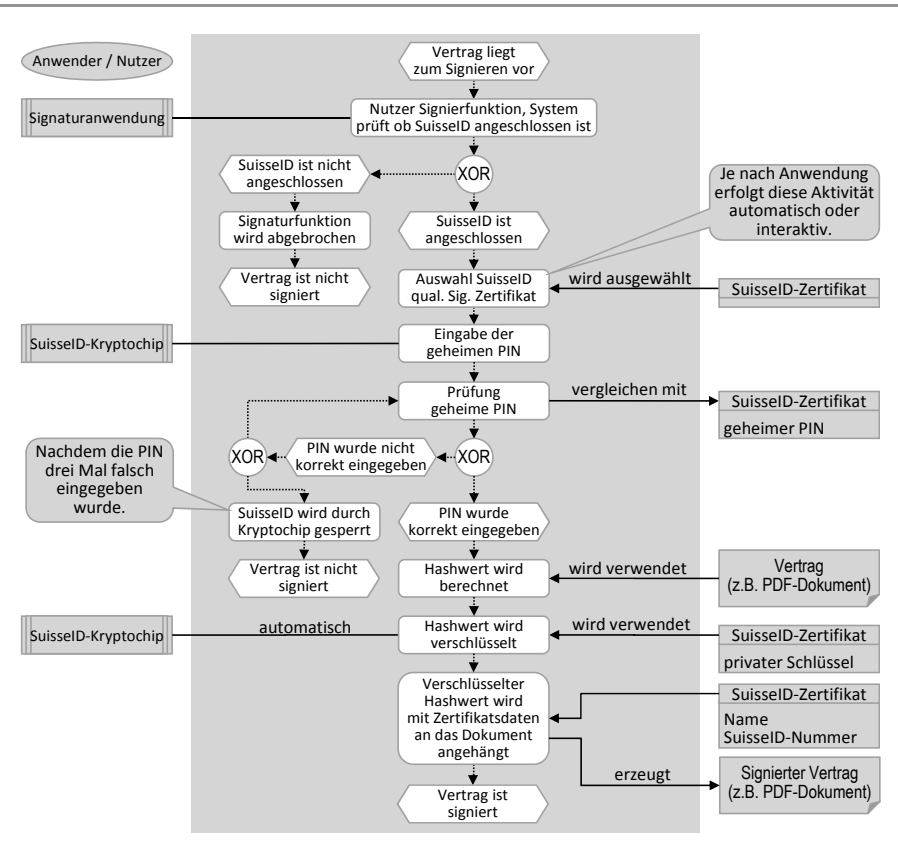 Anwender / Nutzer
Vertrag liegt
zum Signieren vor
Signaturanwendung
Nutzer Signierfunktion, System
prüft ob SuisseID angeschlossen ist
SuisseID ist nicht
angeschlossen
XOR
Je nach Anwendung
erfolgt diese Aktivität
automatisch oder
interaktiv.
Signaturfunktion
wird abgebrochen
SuisseID ist
angeschlossen
Vertrag ist nicht
signiert
Auswahl SuisseID
qual. Sig. Zertifikat
wird ausgewählt
SuisseID-Zertifikat
SuisseID-Kryptochip
Eingabe der
geheimen PIN
Prüfung
geheime PIN
vergleichen mit
SuisseID-Zertifikat
geheimer PIN
Nachdem die PIN
drei Mal falsch
eingegeben
wurde.
XOR
PIN wurde nicht
korrekt eingegeben
XOR
SuisseID wird durch
Kryptochip gesperrt
PIN wurde
korrekt eingegeben
Vertrag ist nicht
signiert
Hashwert wird
berechnet
wird verwendet
Vertrag
(z.B. PDF-Dokument)
SuisseID-Kryptochip
automatisch
Hashwert wird
verschlüsselt
wird verwendet
SuisseID-Zertifikat
privater Schlüssel
Verschlüsselter
Hashwert wird
mit Zertifikatsdaten
an das Dokument
angehängt
SuisseID-Zertifikat
Name
SuisseID-Nummer
erzeugt
Signierter Vertrag
(z.B. PDF-Dokument)
Vertrag ist
signiert